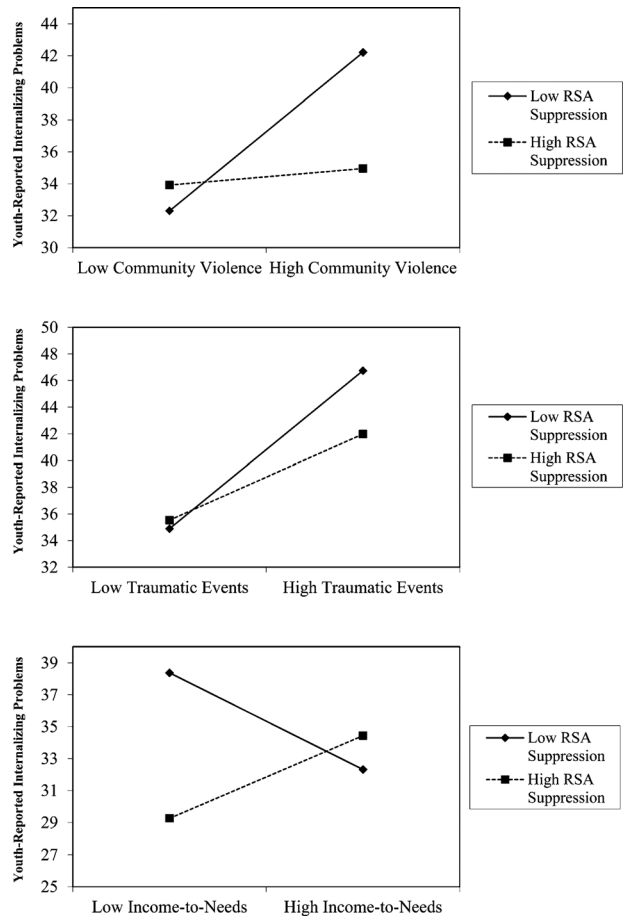 Youth-Reported Internalizing Problems
44
42
40
38
36
34
32
30
Low Community Violence High Community Violence
Low RSA
Suppression
High RSA
Suppression
Youth-Reported Internalizing Problems
50
48
46
44
42
40
38
36
34
32
Low Traumatic Events High Traumatic Events
Low RSA
Suppression
High RSA
Suppression
Youth-Reported Internalizing Problems
39
37
35
33
31
29
27
25
Low Income-to-Needs High Income-to-Needs
Low RSA
Suppression
High RSA
Suppression